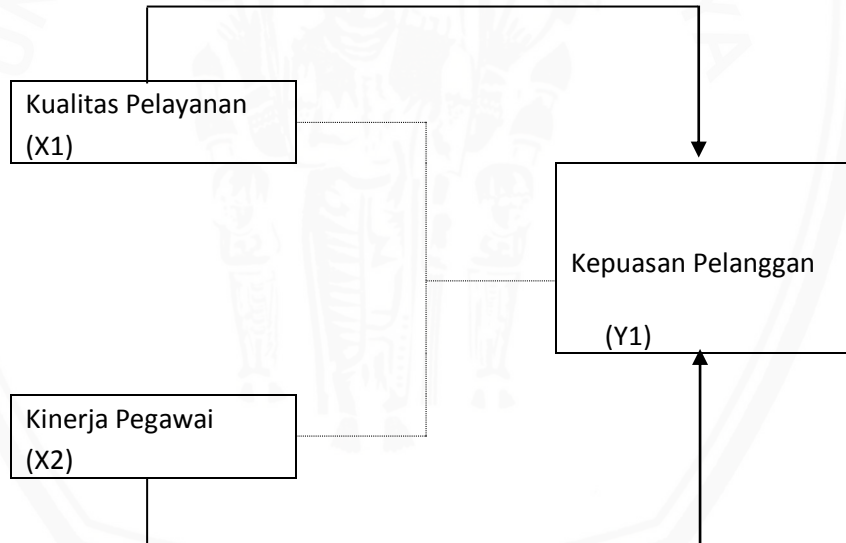 Kualitas Pelayanan
(X1)
Kepuasan Pelanggan
(Y1)
Kinerja Pegawai
(X2)